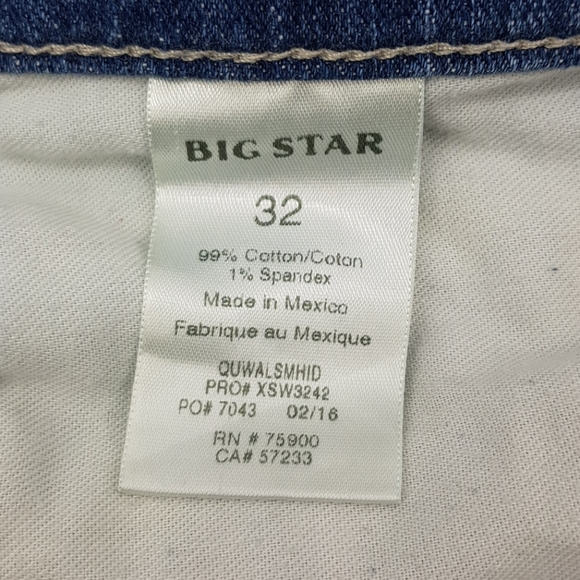 BIG STAR
32
99% Cotton/Coton
1% Spandex
Made in Mexico
Fabrique au Mexique
QUWALSMHID
PRO# XSW3242
PO# 7043 02/16
RN # 75900
CA# 57233